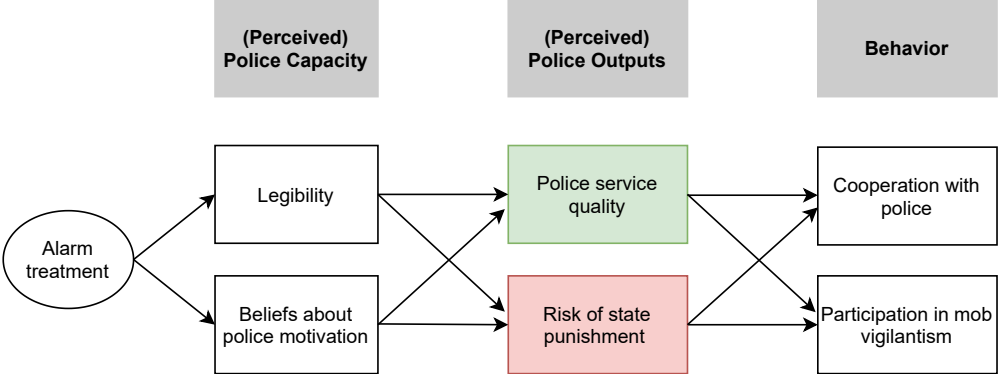 (Perceived)
Police Capacity
(Perceived)
Police Outputs
Behavior
Legibility
Police service
quality
Cooperation with
police
Alarm
treatment
Beliefs about
police motivation
Risk of state
punishment
Participation in mob
vigilantism